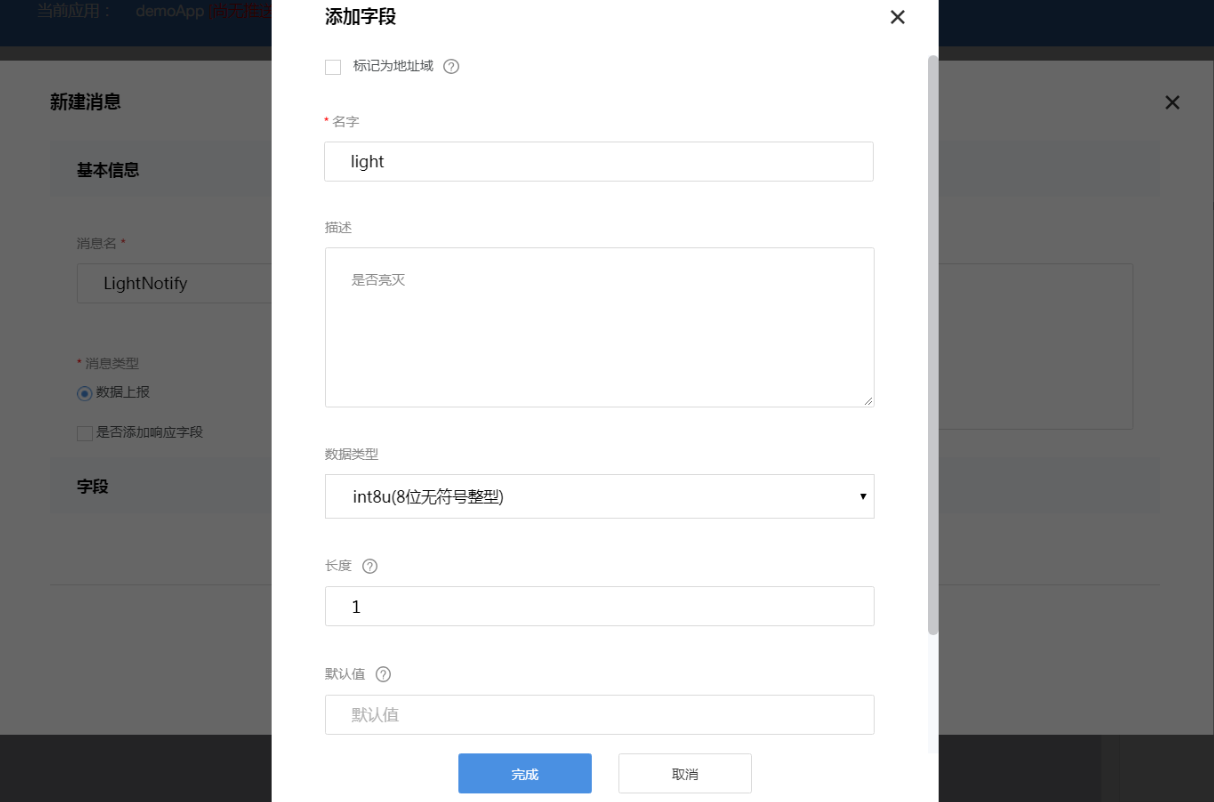 当前应用： demoApp
添加字段
标记为地址域 ?
新建消息
* 名字
light
基本信息
描述
消息名 *
是否亮灭
LightNotify
* 消息类型
数据上报
是否添加响应字段
数据类型
字段
int8u(8位无符号整型)
长度 ?
1
默认值 ?
默认值
完成
取消